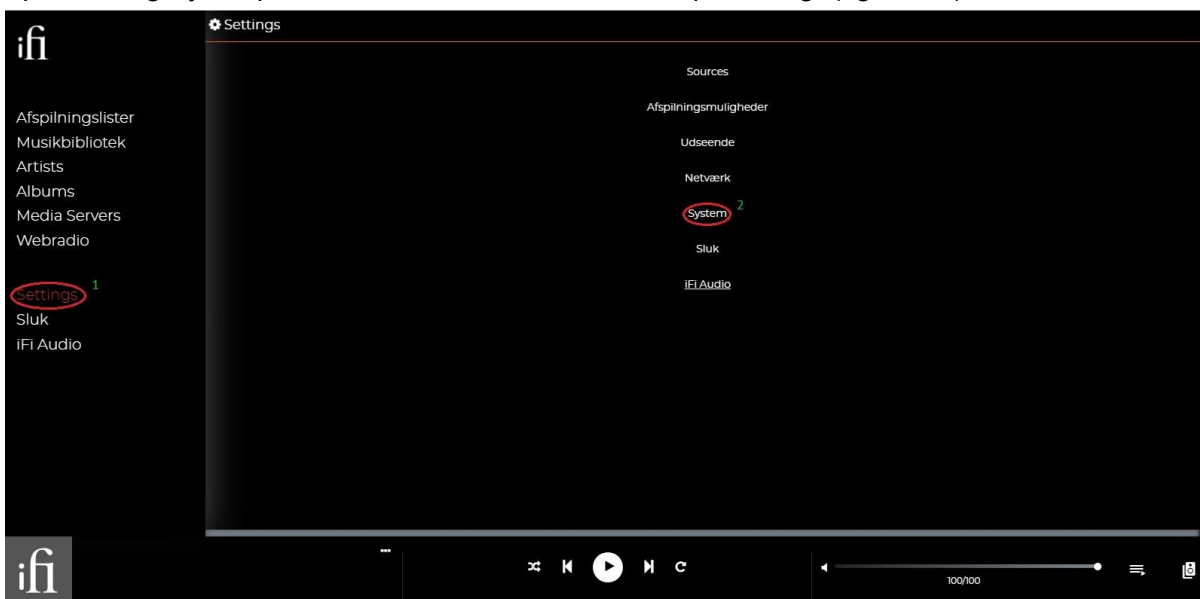 ifi
Settings
Sources
Afspilningsmuligheder
Udseende
Netværk
System 2
Sluk
iFi Audio
Afspilningslister
Musikbibliotek
Artists
Albums
Media Servers
Webradio
Settings 1
Sluk
iFi Audio
ifi
100/100